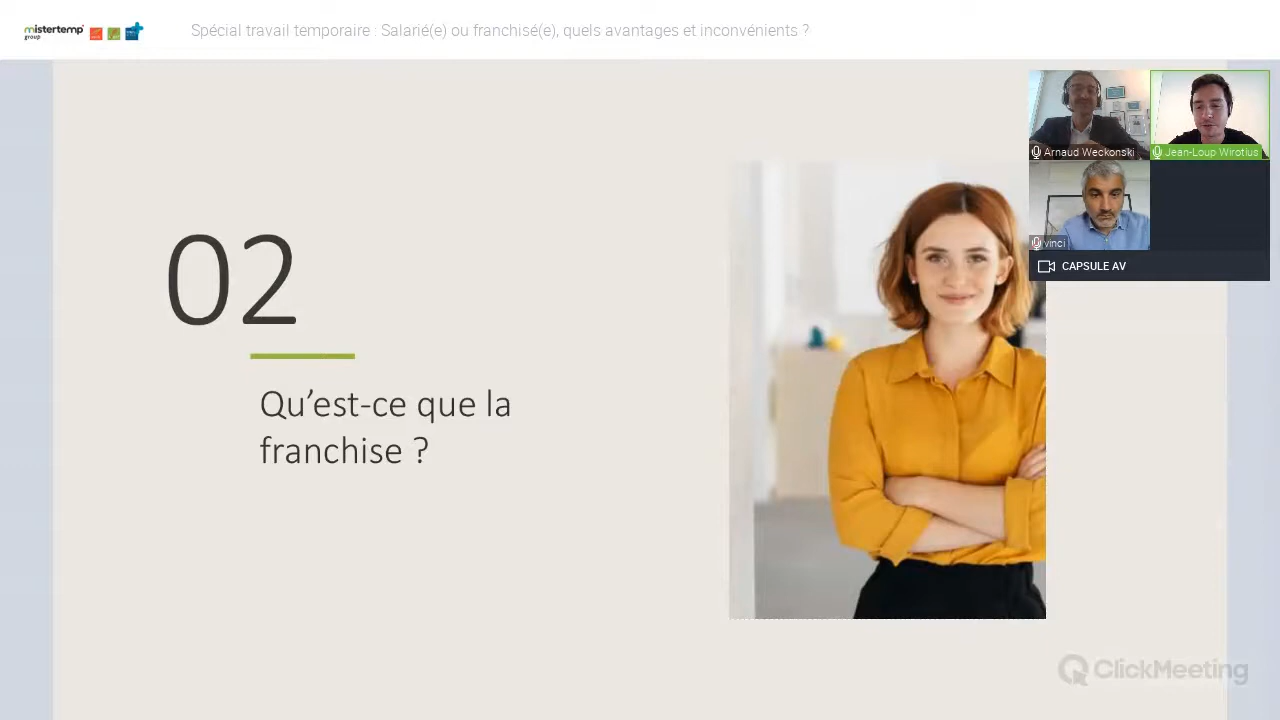 mistertemp'
group
Spécial travail temporaire : Salarié(e) ou franchisé(e), quels avantages et inconvénients ?
Arnaud Weckonski
Jean-Loup Wirotius
vinci
CAPSULE AV
02
Qu’est-ce que la
franchise ?
ClickMeeting